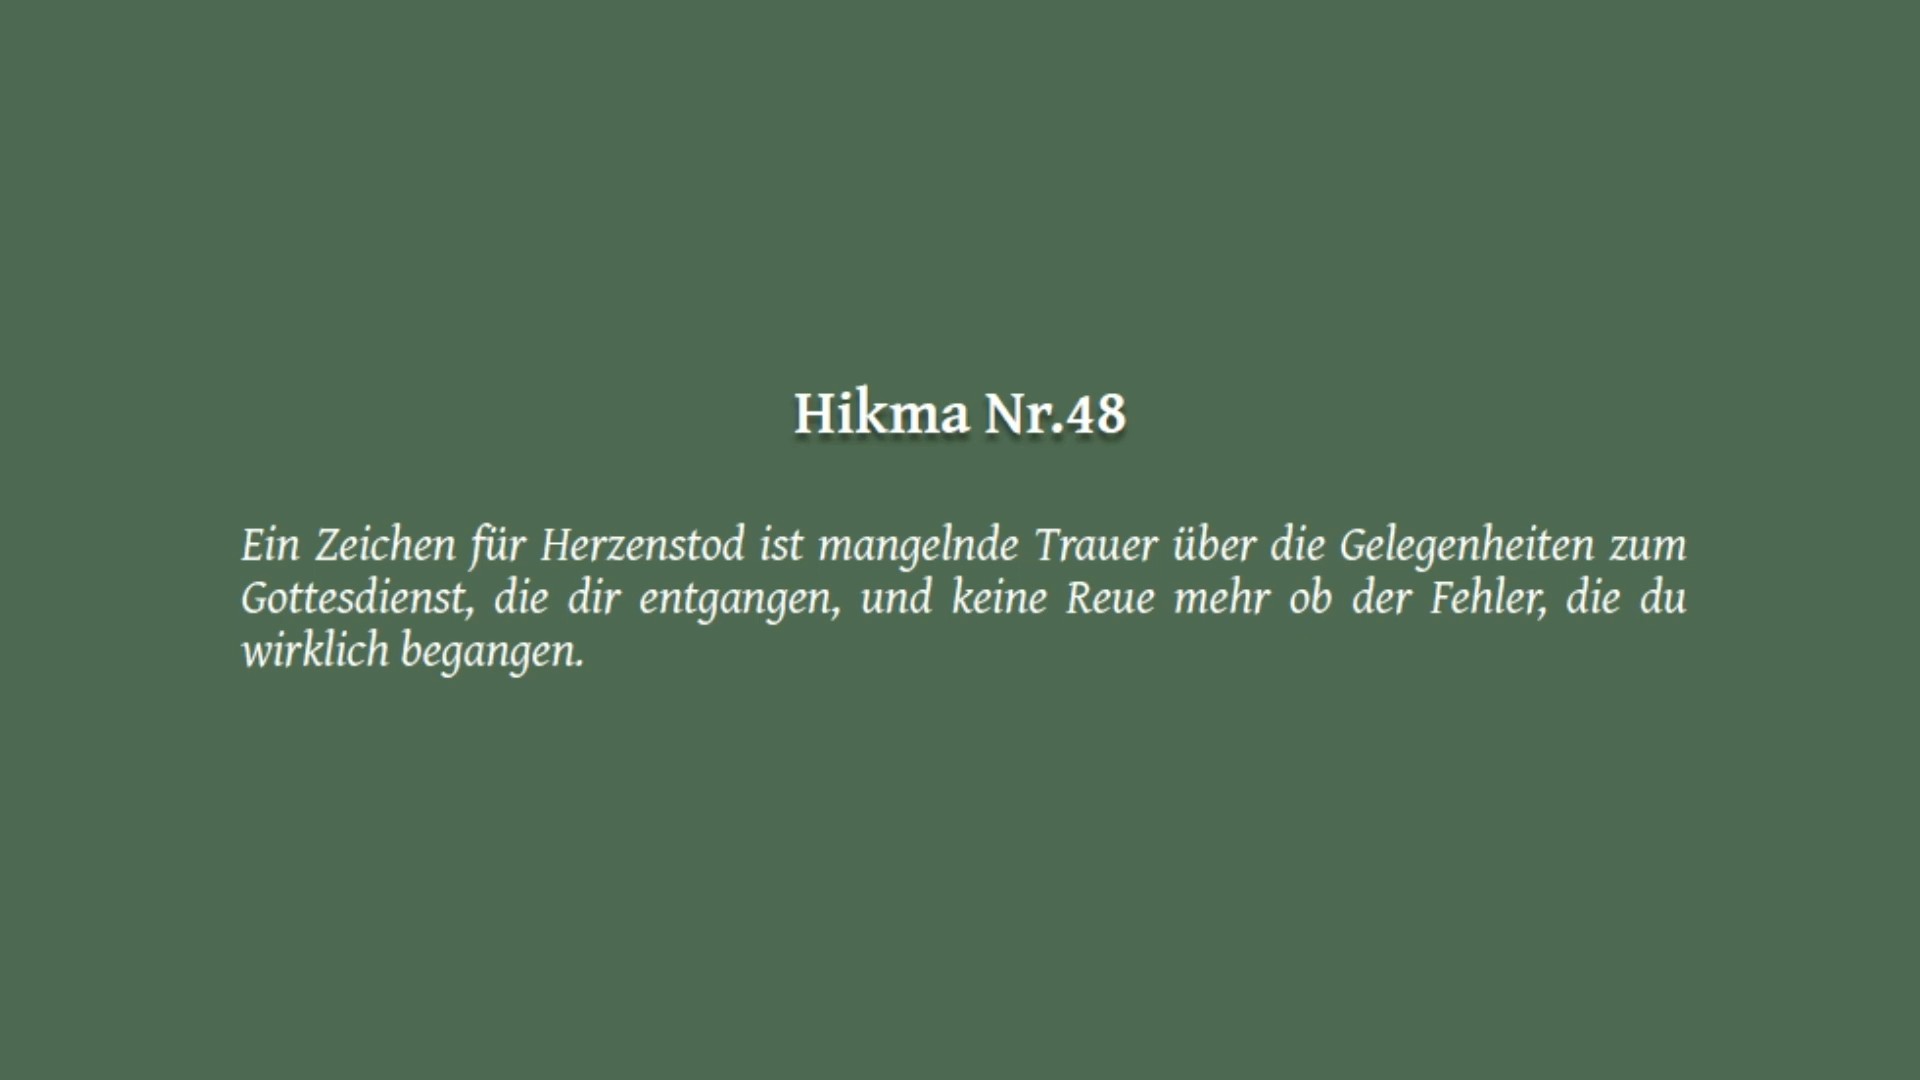 Hikma Nr.48
Ein Zeichen für Herzenstod ist mangelnde Trauer über die Gelegenheiten zum
Gottesdienst, die dir entgangen, und keine Reue mehr ob der Fehler, die du
wirklich begangen.